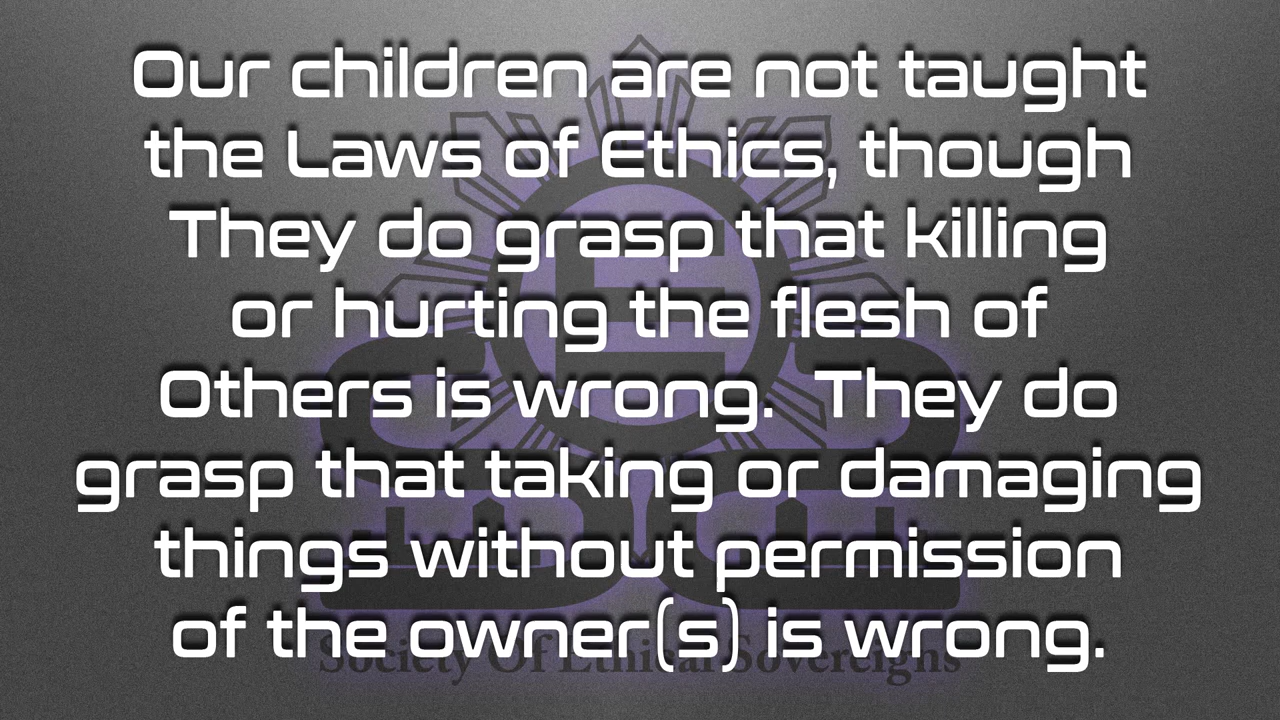 Our children are not taught
the Laws of Ethics, though
They do grasp that killing
or hurting the flesh of
Others is wrong.  They do
grasp that taking or damaging
things without permission
of the owner(s) is wrong.
Society Of Ethical Sovereigns